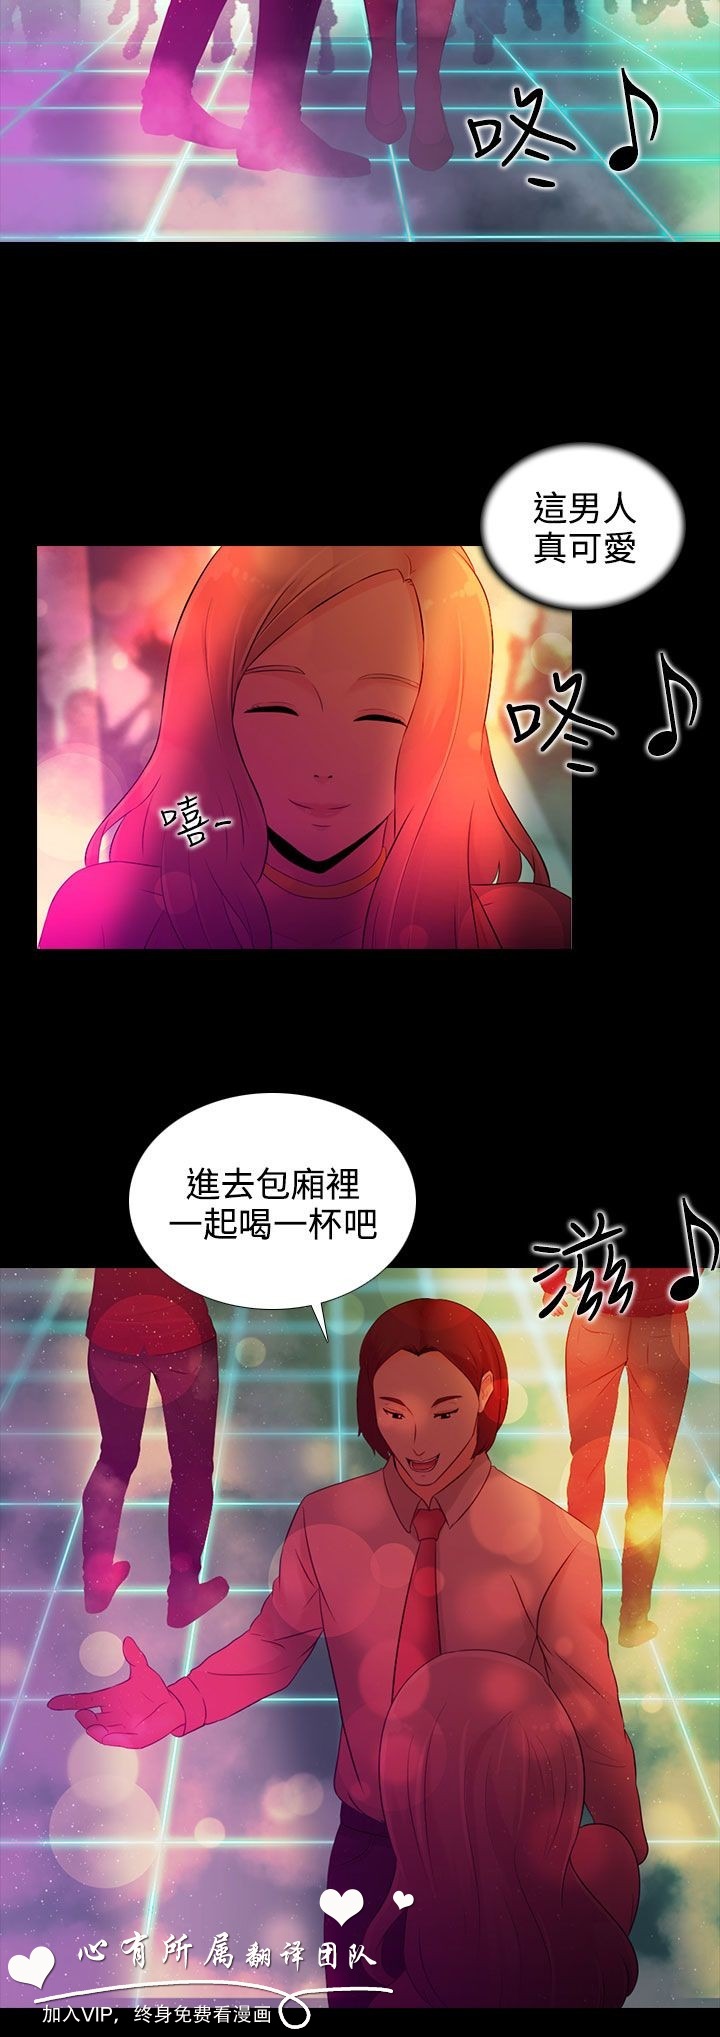 咚♪
這男人
真可愛
咚♪
嘻~
進去包廂裡
一起喝一杯吧
滋♪
心有所属翻译团队
加入VIP，终身免费看漫画